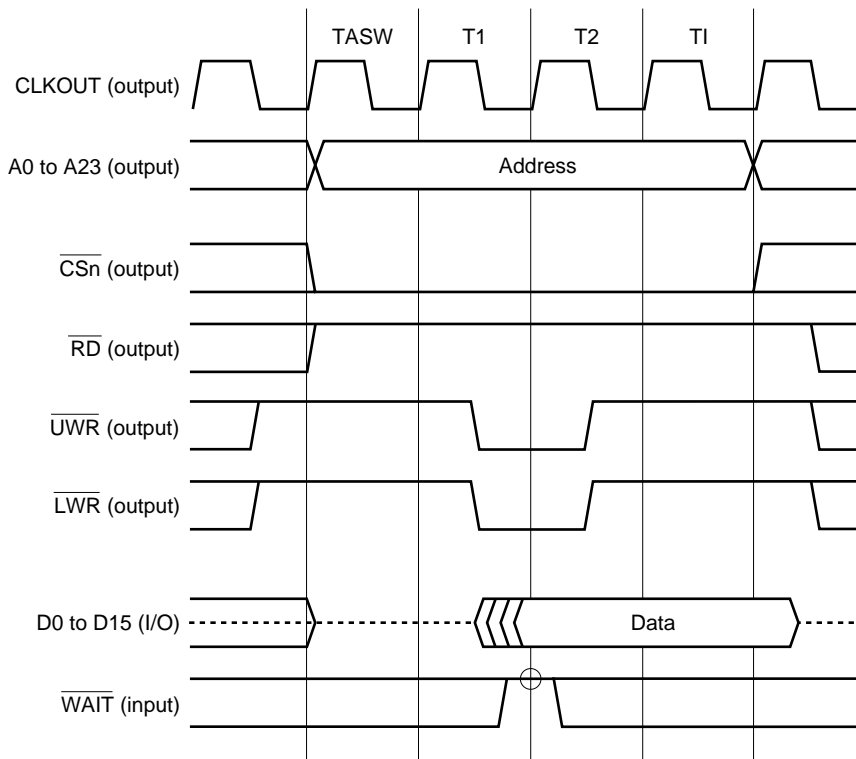 TASW T1 T2 TI
CLKOUT (output)
A0 to A23 (output) Address
CSn (output)
RD (output)
UWR (output)
LWR (output)
D0 to D15 (I/O) Data
WAIT (input)